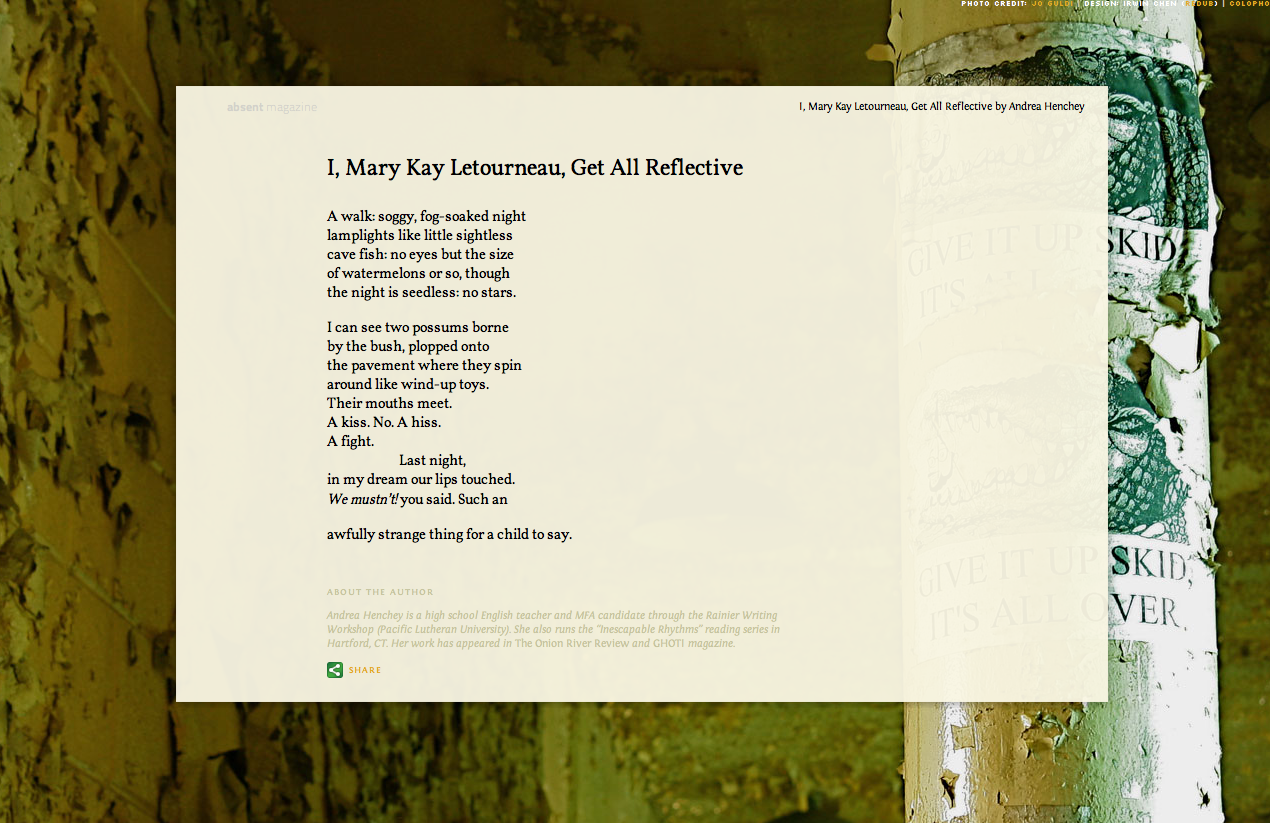 PHOTO CREDIT: JO GULDI | DESIGN: IRWIN CHEN ( DUB) | COLOPHO
absent magazine
I, Mary Kay Letourneau, Get All Reflective by Andrea Henchey
I, Mary Kay Letourneau, Get All Reflective
A walk: soggy, fog-soaked night
lamplights like little sightless
cave fish: no eyes but the size
of watermelons or so, though
the night is seedless: no stars.
I can see two possums borne
by the bush, plopped onto
the pavement where they spin
around like wind-up toys.
Their mouths meet.
A kiss. No. A hiss.
A fight.
Last night,
in my dream our lips touched.
We mustn't! you said. Such an
awfully strange thing for a child to say.
ABOUT THE AUTHOR
Andrea Henchey is a high school English teacher and MFA candidate through the Rainier Writing
Workshop (Pacific Lutheran University). She also runs the "Inescapable Rhythms" reading series in
Hartford, CT. Her work has appeared in The Onion River Review and GHOTI magazine.
SHARE
GIVE IT UP SKID,
IT'S ALL
GIVE IT UP SKID,
IT'S ALL OVER